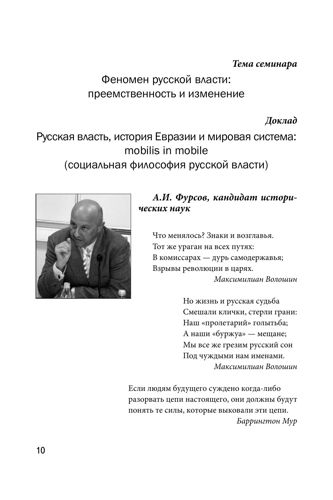 Тема семинара
Феномен русской власти:
преемственность и изменение
Доклад
Русская власть, история Евразии и мировая система:
mobilis in mobile
(социальная философия русской власти)
А.И. Фурсов, кандидат истори-
ческих наук
Что менялось? Знаки и возглавья.
Тот же ураган на всех путях:
В комиссарах — дурь самодержавья;
Взрывы революции в царях.
Максимилиан Волошин
Но жизнь и русская судьба
Смешали клички, стерли грани:
Наш «пролетарий» голытьба;
А наши «буржуа» — мещане;
Мы все же грезим русский сон
Под чуждыми нам именами.
Максимилиан Волошин
Если людям будущего суждено когда-либо
разорвать цепи настоящего, они должны будут
понять те силы, которые выковали эти цепи.
Баррингтон Мур
10